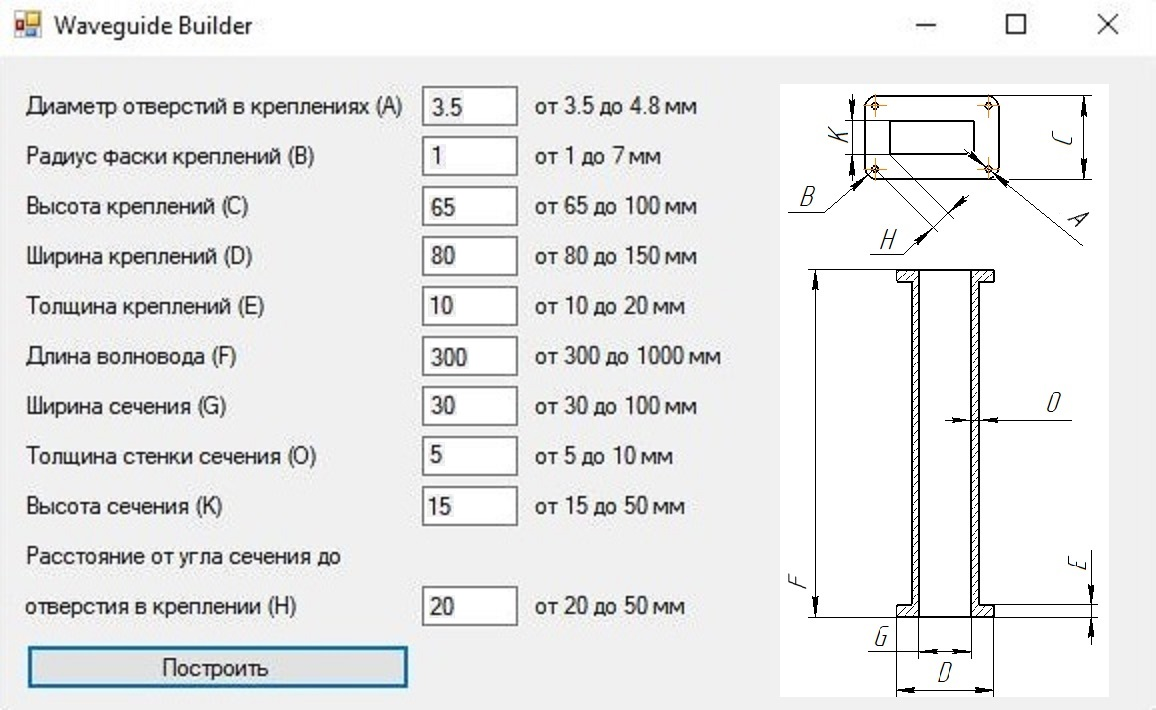 Waveguide Builder
Диаметр отверстий в креплениях (A) 3.5 от 3.5 до 4.8 мм
Радиус фаски креплений (B) 1 от 1 до 7 мм
Высота креплений (C) 65 от 65 до 100 мм
Ширина креплений (D) 80 от 80 до 150 мм
Толщина креплений (E) 10 от 10 до 20 мм
Длина волновода (F) 300 от 300 до 1000 мм
Ширина сечения (G) 30 от 30 до 100 мм
Толщина стенки сечения (O) 5 от 5 до 10 мм
Высота сечения (K) 15 от 15 до 50 мм
Расстояние от угла сечения до
отверстия в креплении (H) 20 от 20 до 50 мм
Построить
K
C
B
A
H
O
F
E
G
D